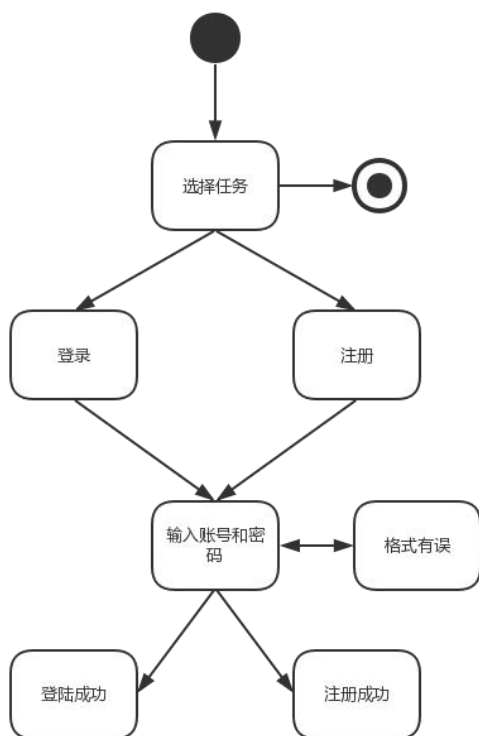 选择任务
登录
注册
输入账号和密
码
格式有误
登陆成功
注册成功